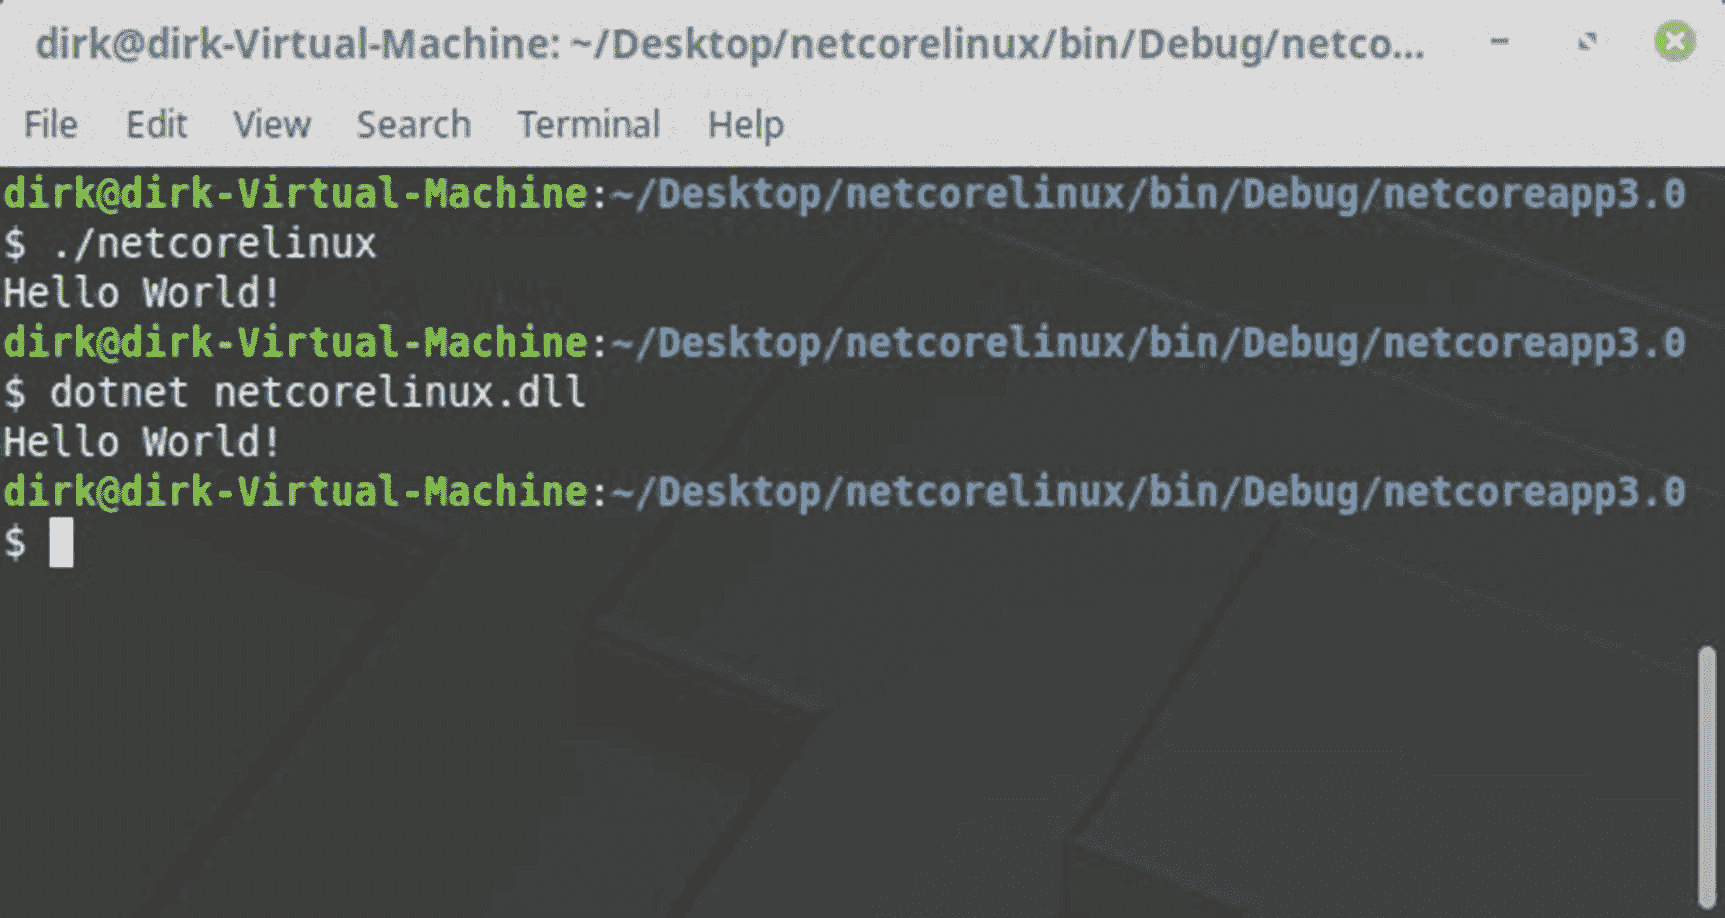 dirk@dirk-Virtual-Machine: ~/Desktop/netcorelinux/bin/Debug/netco...
File Edit View Search Terminal Help
dirk@dirk-Virtual-Machine:~/Desktop/netcorelinux/bin/Debug/netcoreapp3.0
$ ./netcorelinux
Hello World!
dirk@dirk-Virtual-Machine:~/Desktop/netcorelinux/bin/Debug/netcoreapp3.0
$ dotnet netcorelinux.dll
Hello World!
dirk@dirk-Virtual-Machine:~/Desktop/netcorelinux/bin/Debug/netcoreapp3.0
$